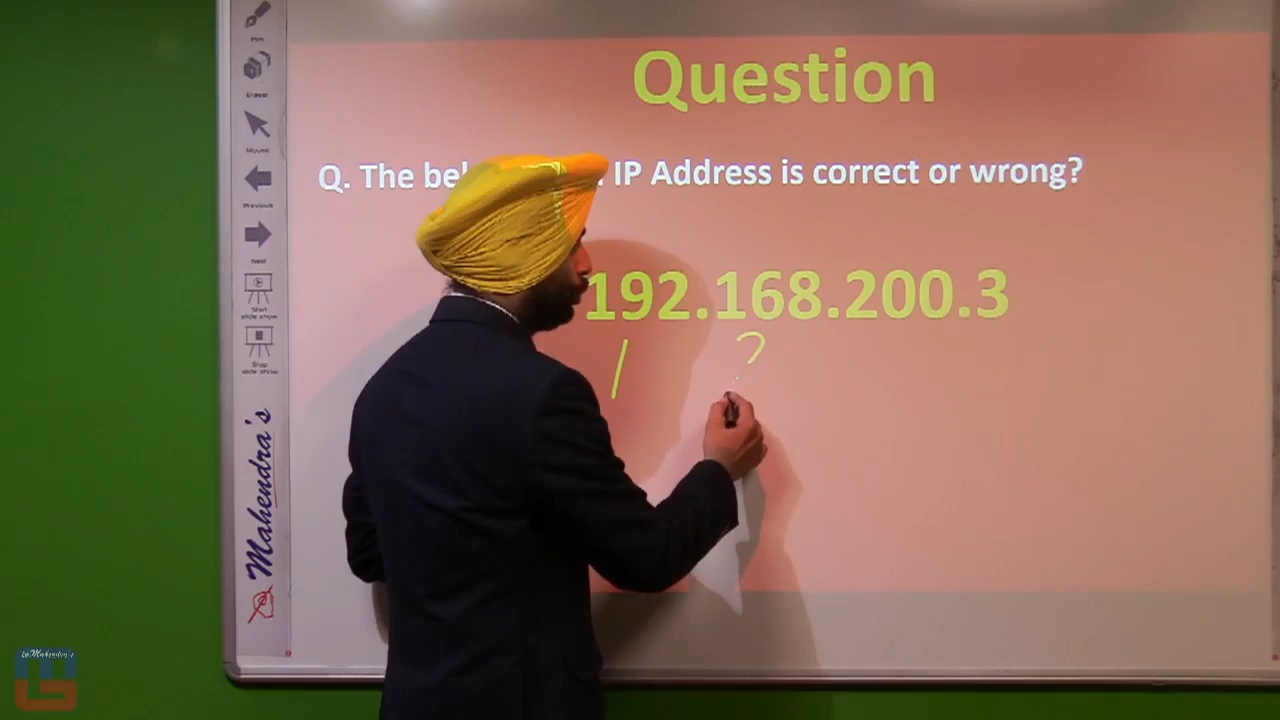 Question
Q. The IP Address is correct or wrong?
192.168.200.3
/ ?
Pen
Eraser
Mouse
Previous
Next
Start
slide show
Stop
slide show
Mahendra's
Mahendra's